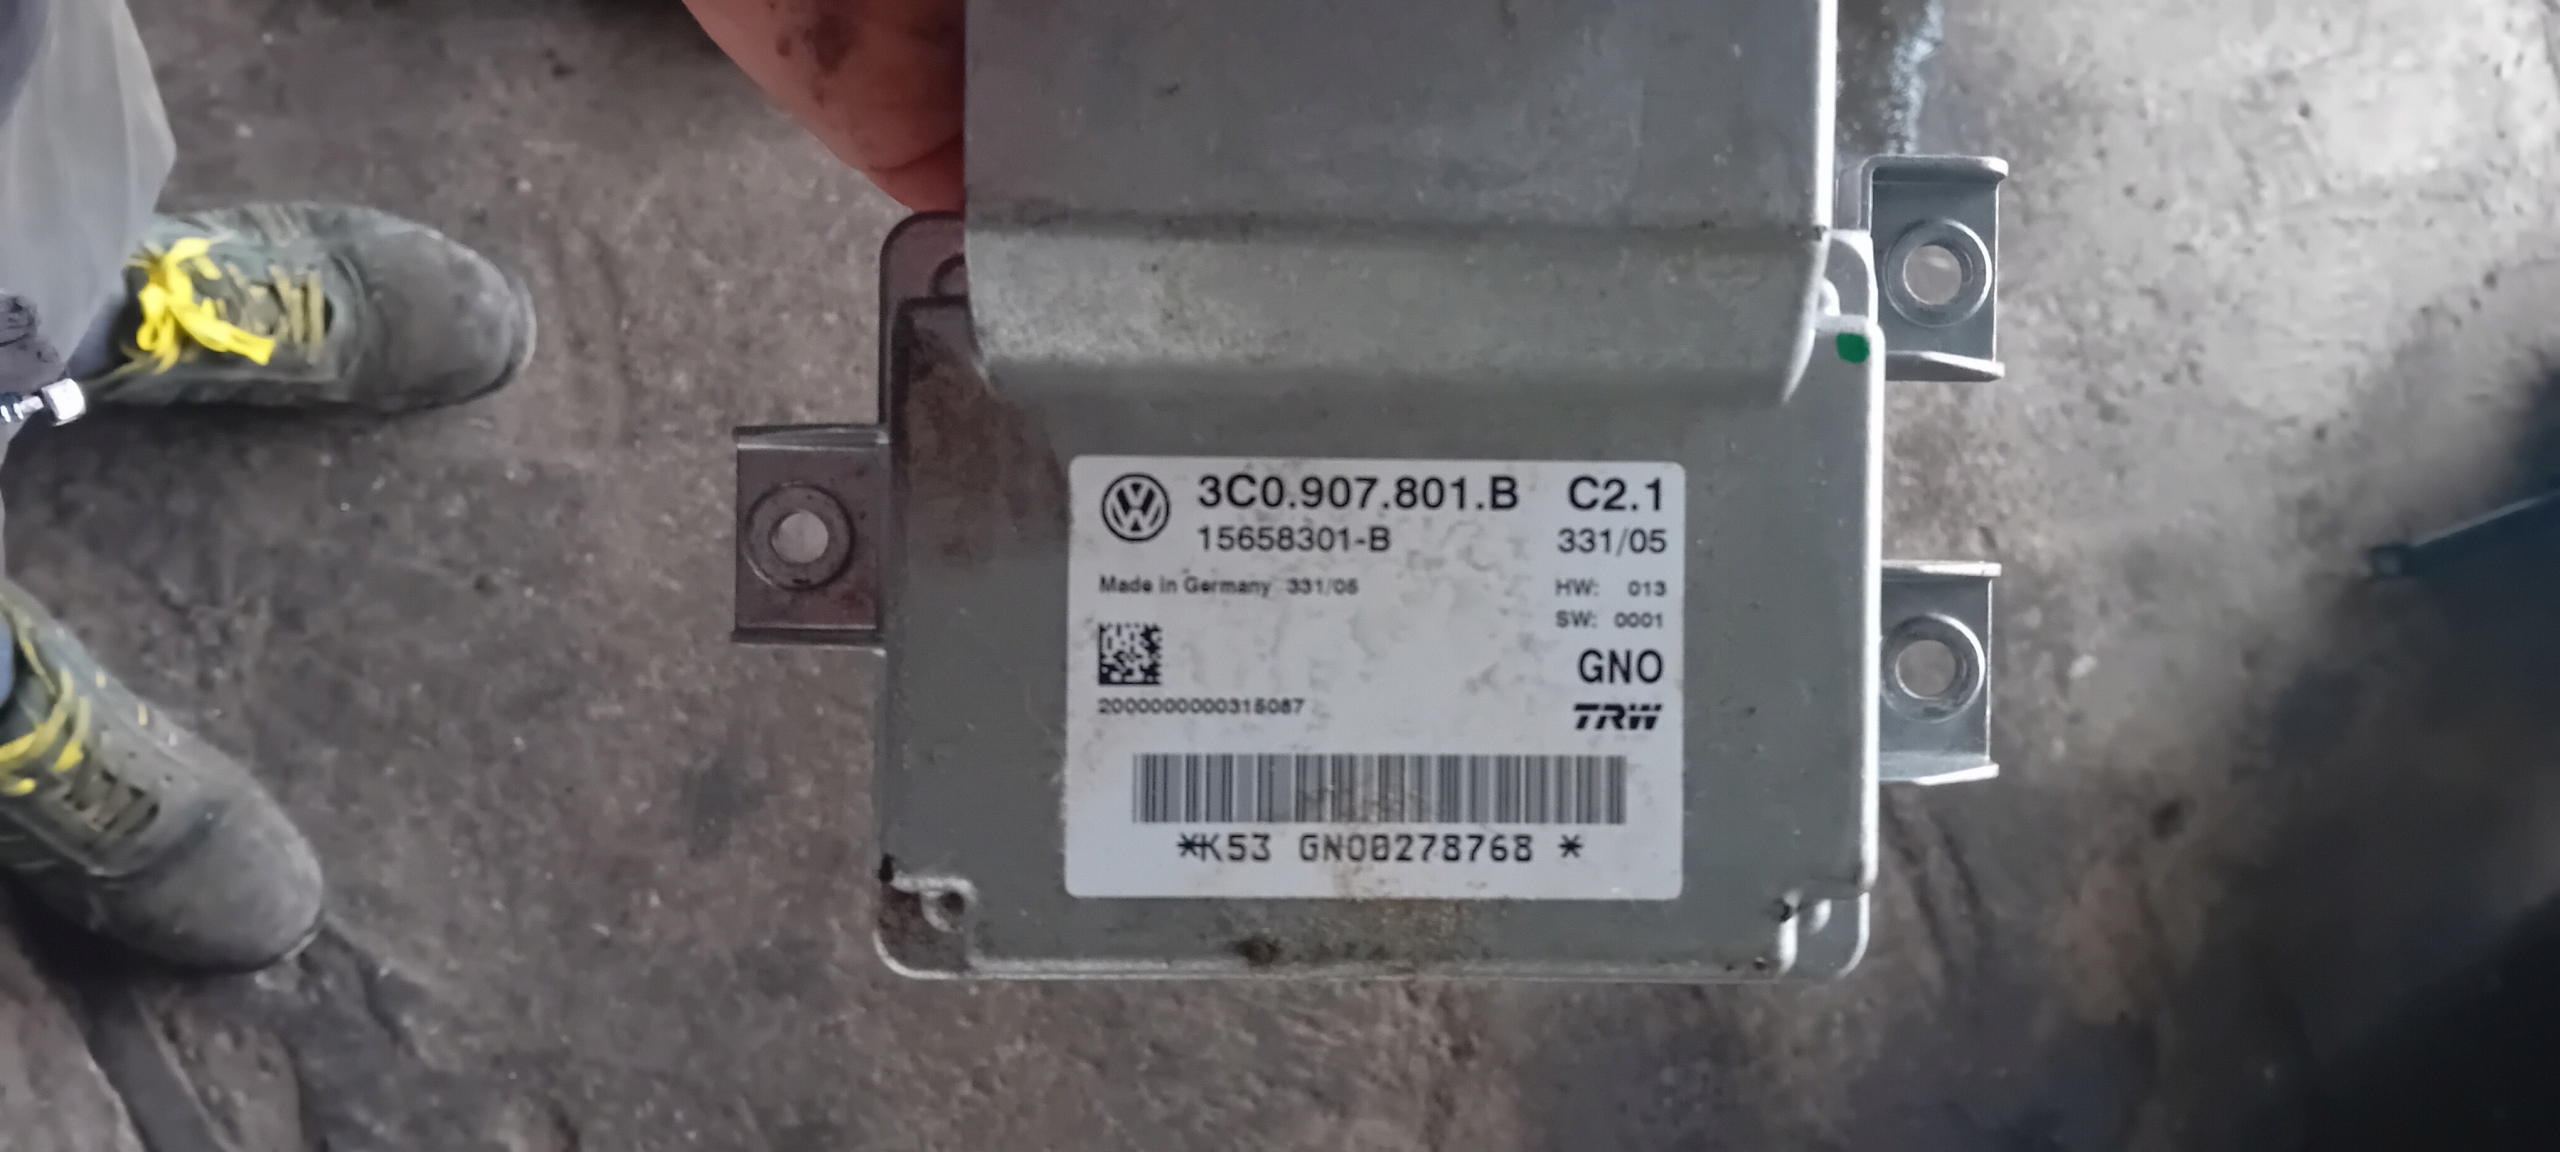 3C0.907.801.B C2.1
15658301-B 331/05
Made in Germany 331/05 HW: 013
SW: 0001
GNO
2000000000315087 TRW
*K53 GNO0278768 *